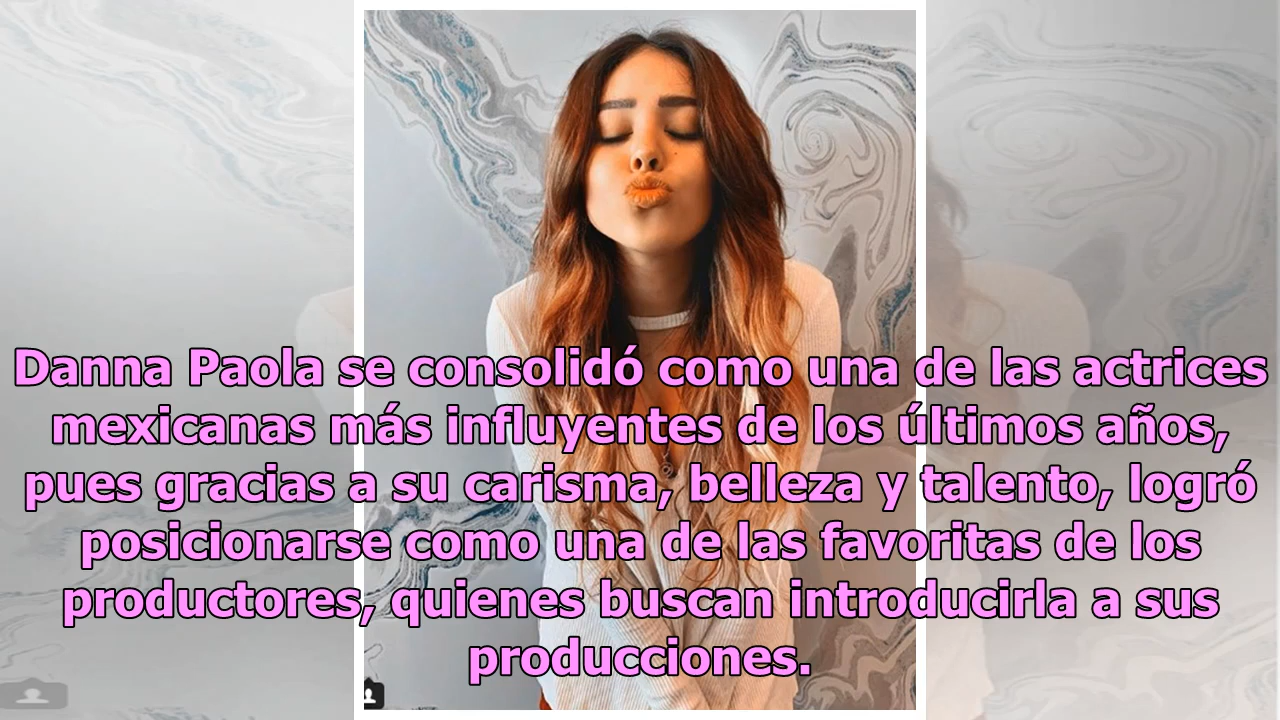 Danna Paola se consolidó como una de las actrices
mexicanas más influyentes de los últimos años,
pues gracias a su carisma, belleza y talento, logró
posicionarse como una de las favoritas de los
productores, quienes buscan introducirla a sus
producciones.